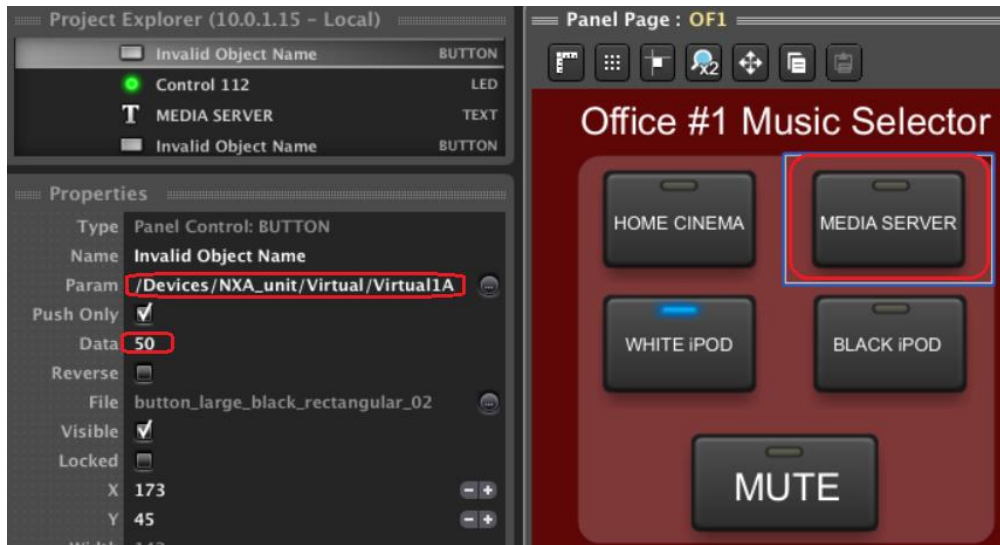 Project Explorer (10.0.1.15 – Local)
Invalid Object Name BUTTON
Control 112 LED
T MEDIA SERVER TEXT
Invalid Object Name BUTTON
Properties
Type Panel Control: BUTTON
Name Invalid Object Name
Param /Devices/NXA_unit/Virtual/Virtual1A
Push Only
Data 50
Reverse
File button_large_black_rectangular_02
Visible
Locked
X 173
Y 45
Panel Page : OF1
x2
Office #1 Music Selector
HOME CINEMA MEDIA SERVER
WHITE iPOD BLACK iPOD
MUTE